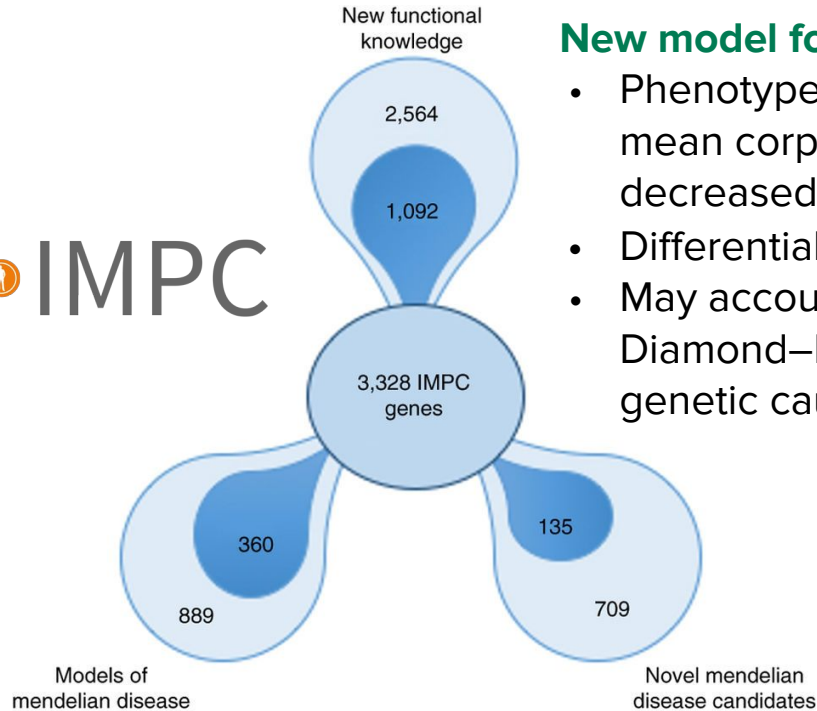 New functional
knowledge
2,564
1,092
IMPC
3,328 IMPC
genes
360
889
135
709
Models of
mendelian disease
Novel mendelian
disease candidates
New model fo
• Phenotype
mean corp
decreased
• Differential
• May accou
Diamond–
genetic cau